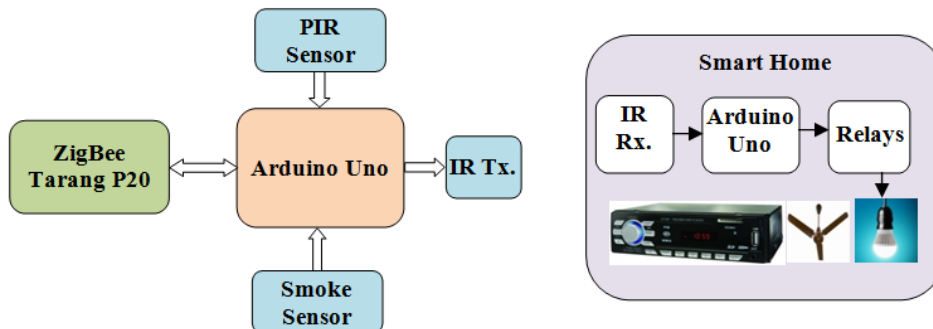 PIR
Sensor
ZigBee
Tarang P20
Arduino Uno
IR Tx.
Smoke
Sensor
Smart Home
IR
Rx.
Arduino
Uno
Relays